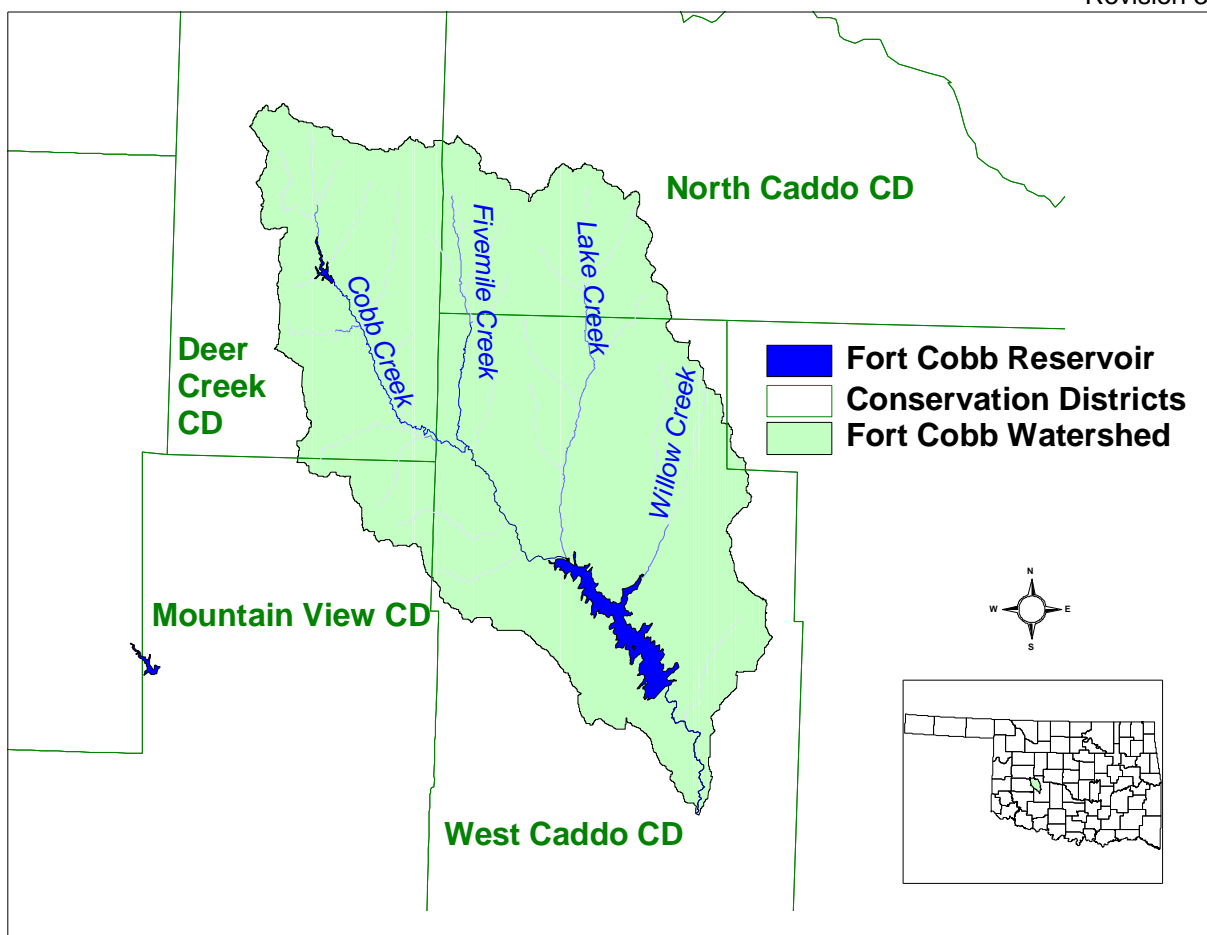 North Caddo CD
Fivemile Creek
Lake Creek
Cobb Creek
Deer
Creek
CD
Fort Cobb Reservoir
Conservation Districts
Fort Cobb Watershed
Willow Creek
Mountain View CD
N
W
E
S
West Caddo CD